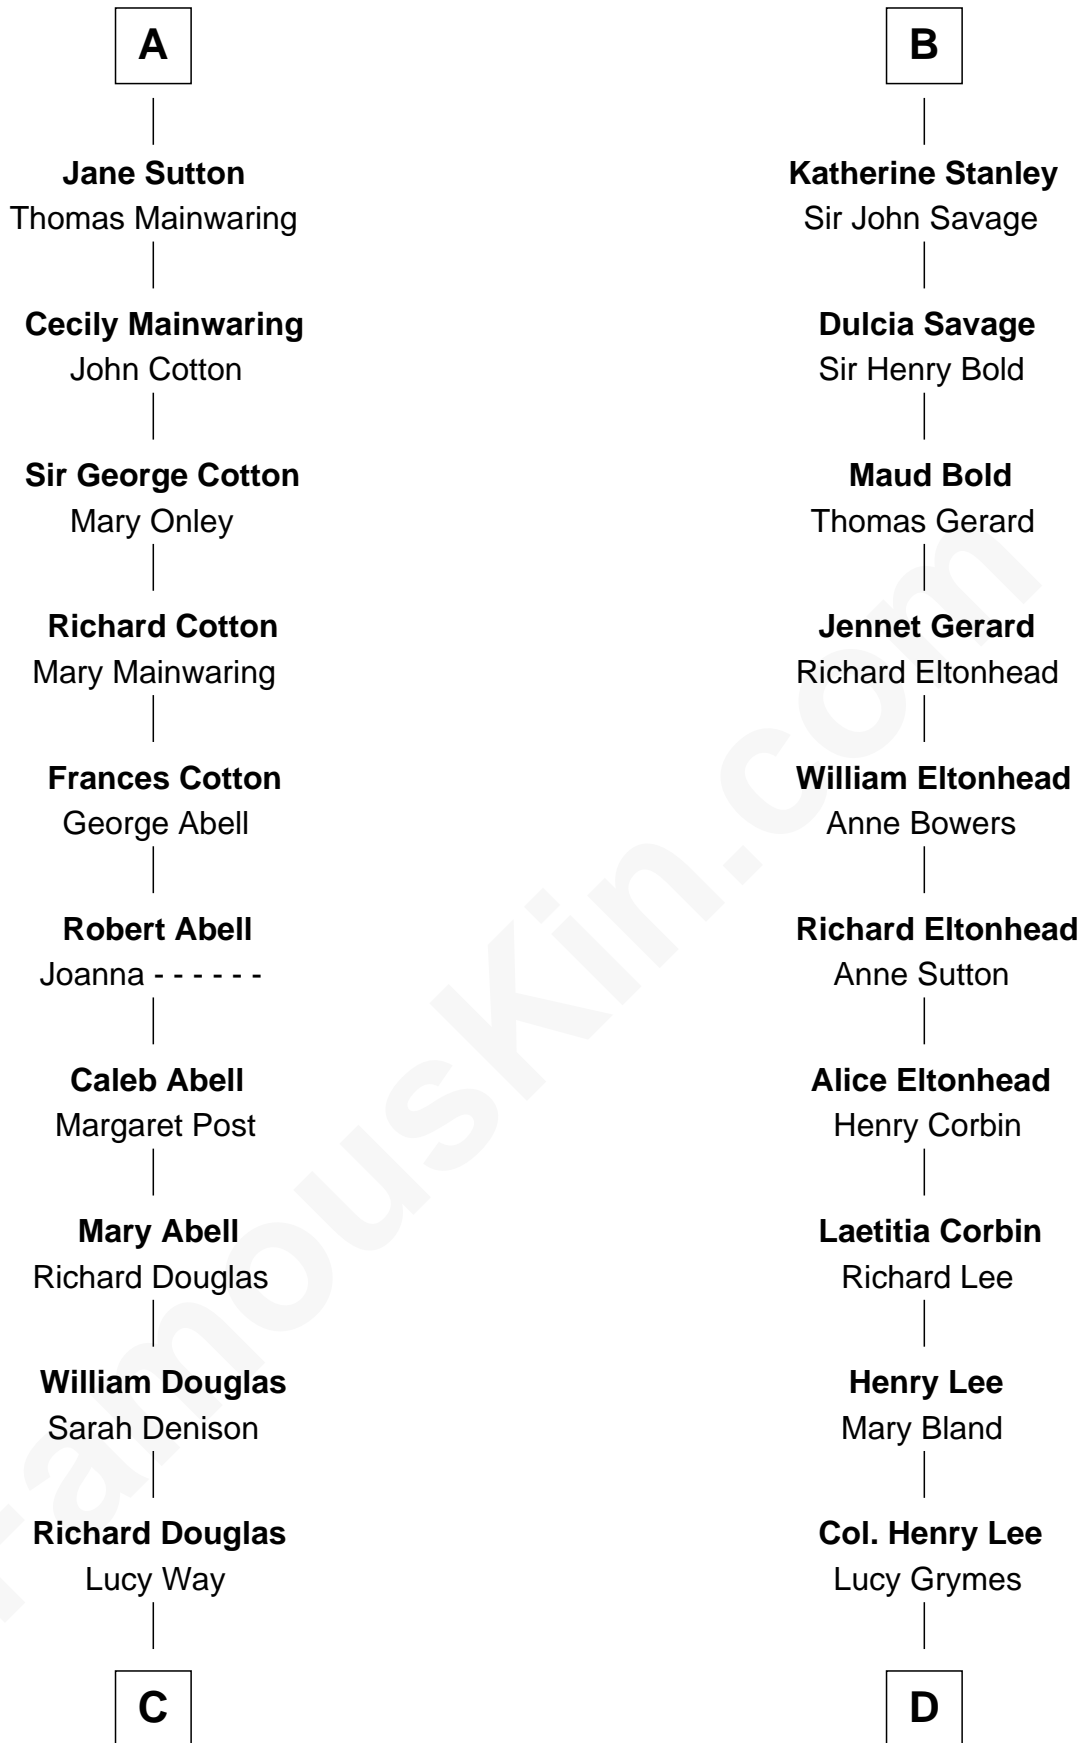 A
Jane Sutton
Thomas Mainwaring
Cecily Mainwaring
John Cotton
Sir George Cotton
Mary Onley
Richard Cotton
Mary Mainwaring
Frances Cotton
George Abell
Robert Abell
Joanna - - - - - -
Caleb Abell
Margaret Post
Mary Abell
Richard Douglas
William Douglas
Sarah Denison
Richard Douglas
Lucy Way
C
B
Katherine Stanley
Sir John Savage
Dulcia Savage
Sir Henry Bold
Maud Bold
Thomas Gerard
Jennet Gerard
Richard Eltonhead
William Eltonhead
Anne Bowers
Richard Eltonhead
Anne Sutton
Alice Eltonhead
Henry Corbin
Laetitia Corbin
Richard Lee
Henry Lee
Mary Bland
Col. Henry Lee
Lucy Grymes
D
FamousKin.com